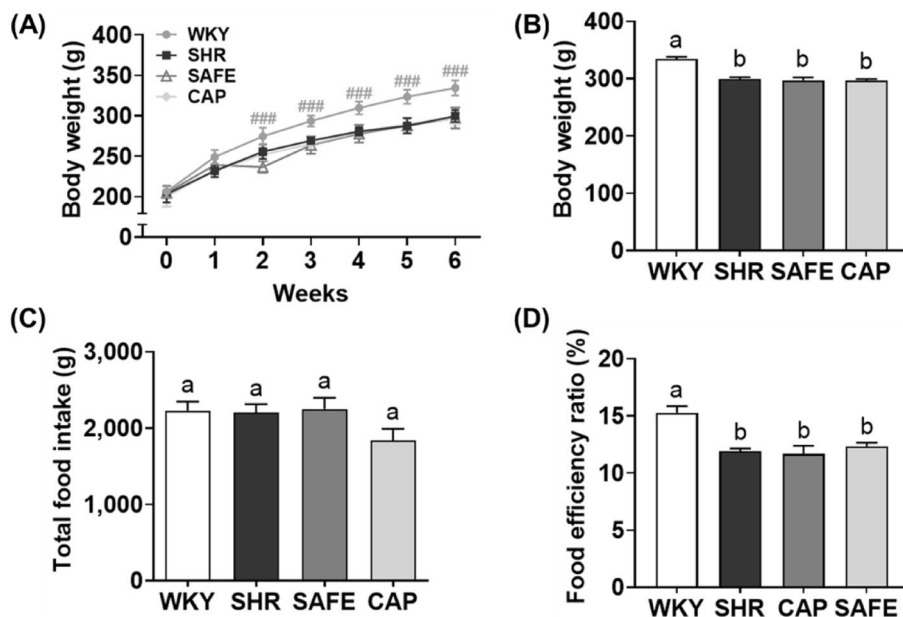 (A)
WKY
SHR
SAFE
CAP
Body weight (g)
400
350
300
250
200
0
### ### ### ### ###
0 1 2 3 4 5 6
Weeks
(B)
Body weight (g)
400
300
200
100
0
a b b b
WKY SHR SAFE CAP
(C)
Total food intake (g)
3,000
2,000
1,000
0
a a a a
WKY SHR SAFE CAP
(D)
Food efficiency ratio (%)
20
15
10
5
0
a b b b
WKY SHR CAP SAFE